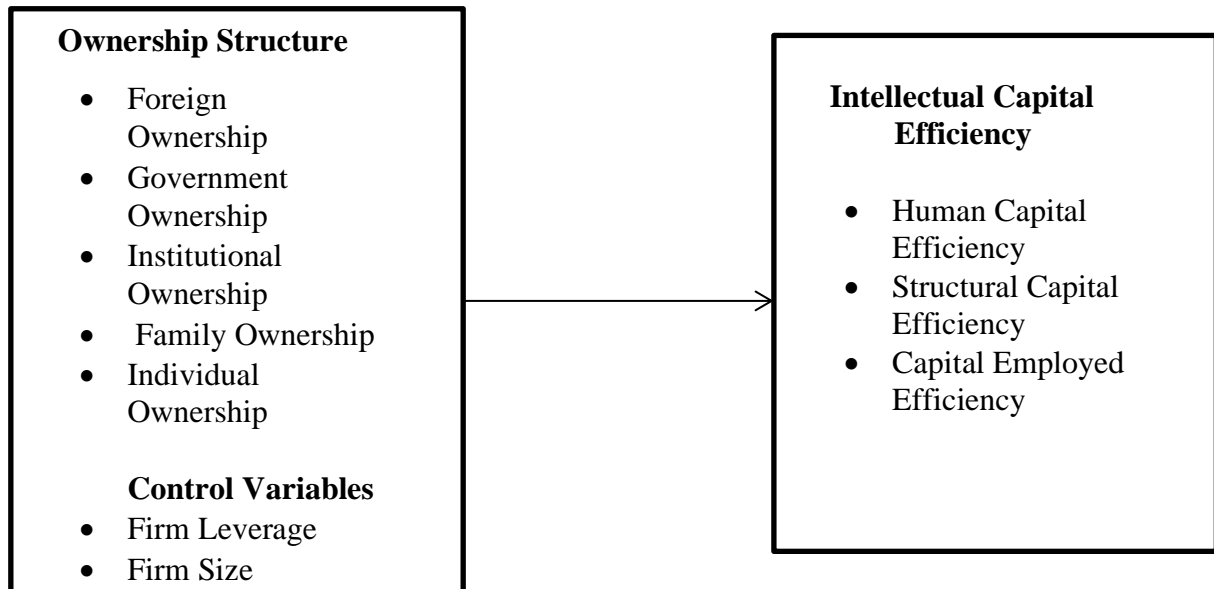 Ownership Structure
• Foreign
Ownership
• Government
Ownership
• Institutional
Ownership
• Family Ownership
• Individual
Ownership
Control Variables
• Firm Leverage
• Firm Size
Intellectual Capital
Efficiency
• Human Capital
Efficiency
• Structural Capital
Efficiency
• Capital Employed
Efficiency